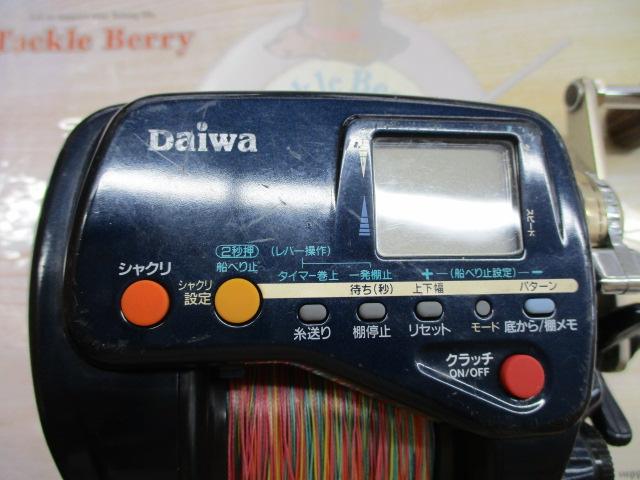 Tackle Berry
Daiwa
スピード
2秒押 (レバー操作)
船べり止
タイマー巻上 一発棚止 + (船べり止設定) -
シャクリ
シャクリ設定
待ち(秒) 上下幅 パターン
糸送り 棚停止 リセット モード 底から/棚メモ
クラッチ
ON/OFF